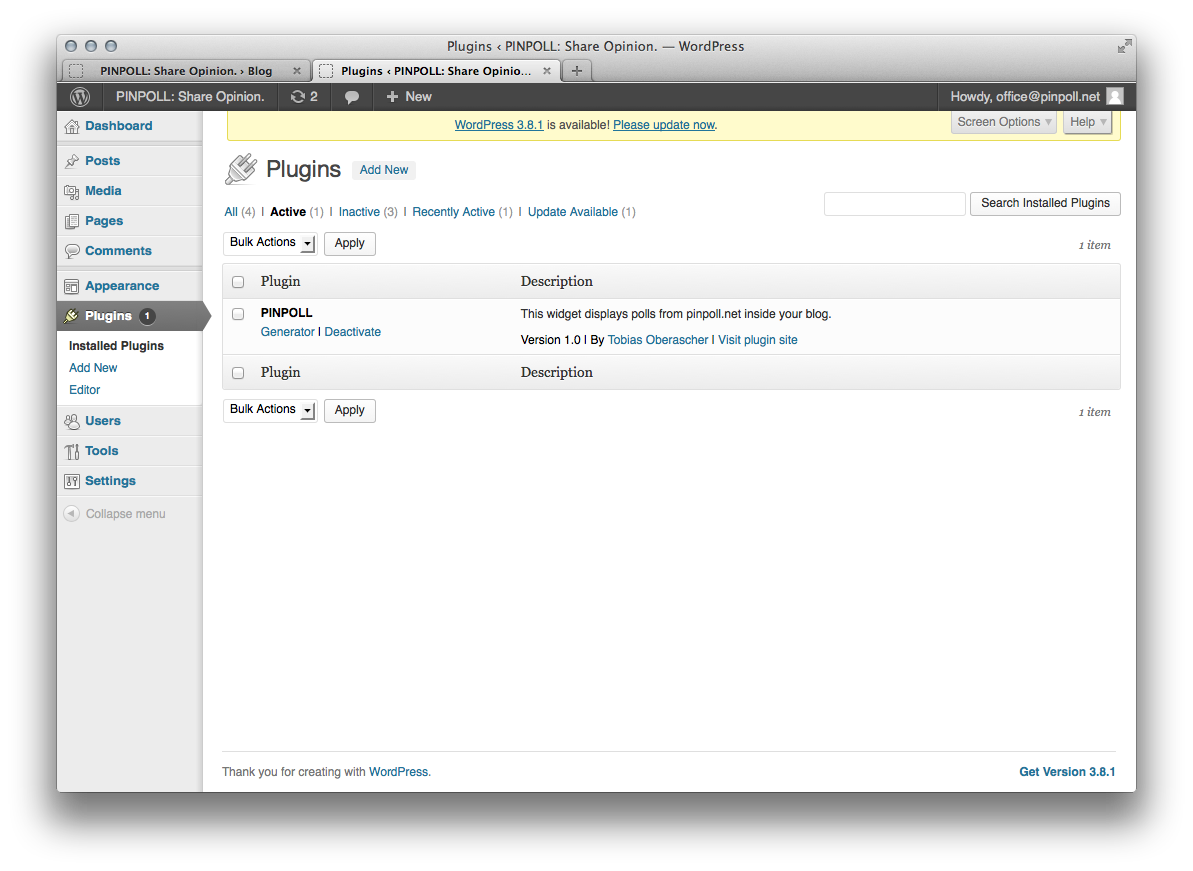 Plugins ‹ PINPOLL: Share Opinion. — WordPress
PINPOLL: Share Opinion. › Blog
Plugins ‹ PINPOLL: Share Opinio...
PINPOLL: Share Opinion. 2 New Howdy, office@pinpoll.net
WordPress 3.8.1 is available! Please update now.
Screen Options Help
Dashboard
Posts
Media
Pages
Comments
Appearance
Plugins 1
Installed Plugins
Add New
Editor
Users
Tools
Settings
Collapse menu
Plugins Add New
All (4) | Active (1) | Inactive (3) | Recently Active (1) | Update Available (1)
Search Installed Plugins
Bulk Actions Apply 1 item
Plugin Description
PINPOLL This widget displays polls from pinpoll.net inside your blog.
Generator | Deactivate Version 1.0 | By Tobias Oberascher | Visit plugin site
Plugin Description
Bulk Actions Apply 1 item
Thank you for creating with WordPress. Get Version 3.8.1